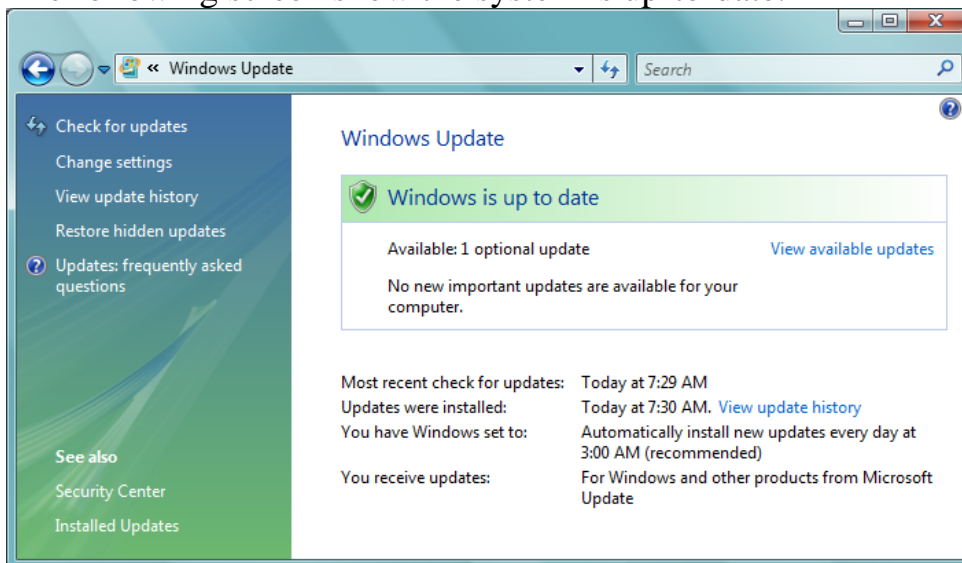 « Windows Update
Search
Check for updates
Change settings
View update history
Restore hidden updates
Updates: frequently asked
questions
See also
Security Center
Installed Updates
Windows Update
Windows is up to date
Available: 1 optional update View available updates
No new important updates are available for your
computer.
Most recent check for updates: Today at 7:29 AM
Updates were installed: Today at 7:30 AM. View update history
You have Windows set to: Automatically install new updates every day at
3:00 AM (recommended)
You receive updates: For Windows and other products from Microsoft
Update